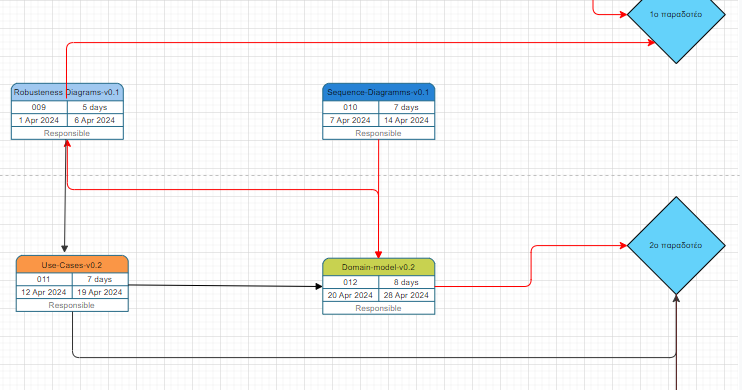 1ο παραδοτέο
Robusteness Diagrams-v0.1
009 5 days
1 Apr 2024 6 Apr 2024
Responsible
Sequence-Diagramms-v0.1
010 7 days
7 Apr 2024 14 Apr 2024
Responsible
Use-Cases-v0.2
011 7 days
12 Apr 2024 19 Apr 2024
Responsible
Domain-model-v0.2
012 8 days
20 Apr 2024 28 Apr 2024
Responsible
2ο παραδοτέο